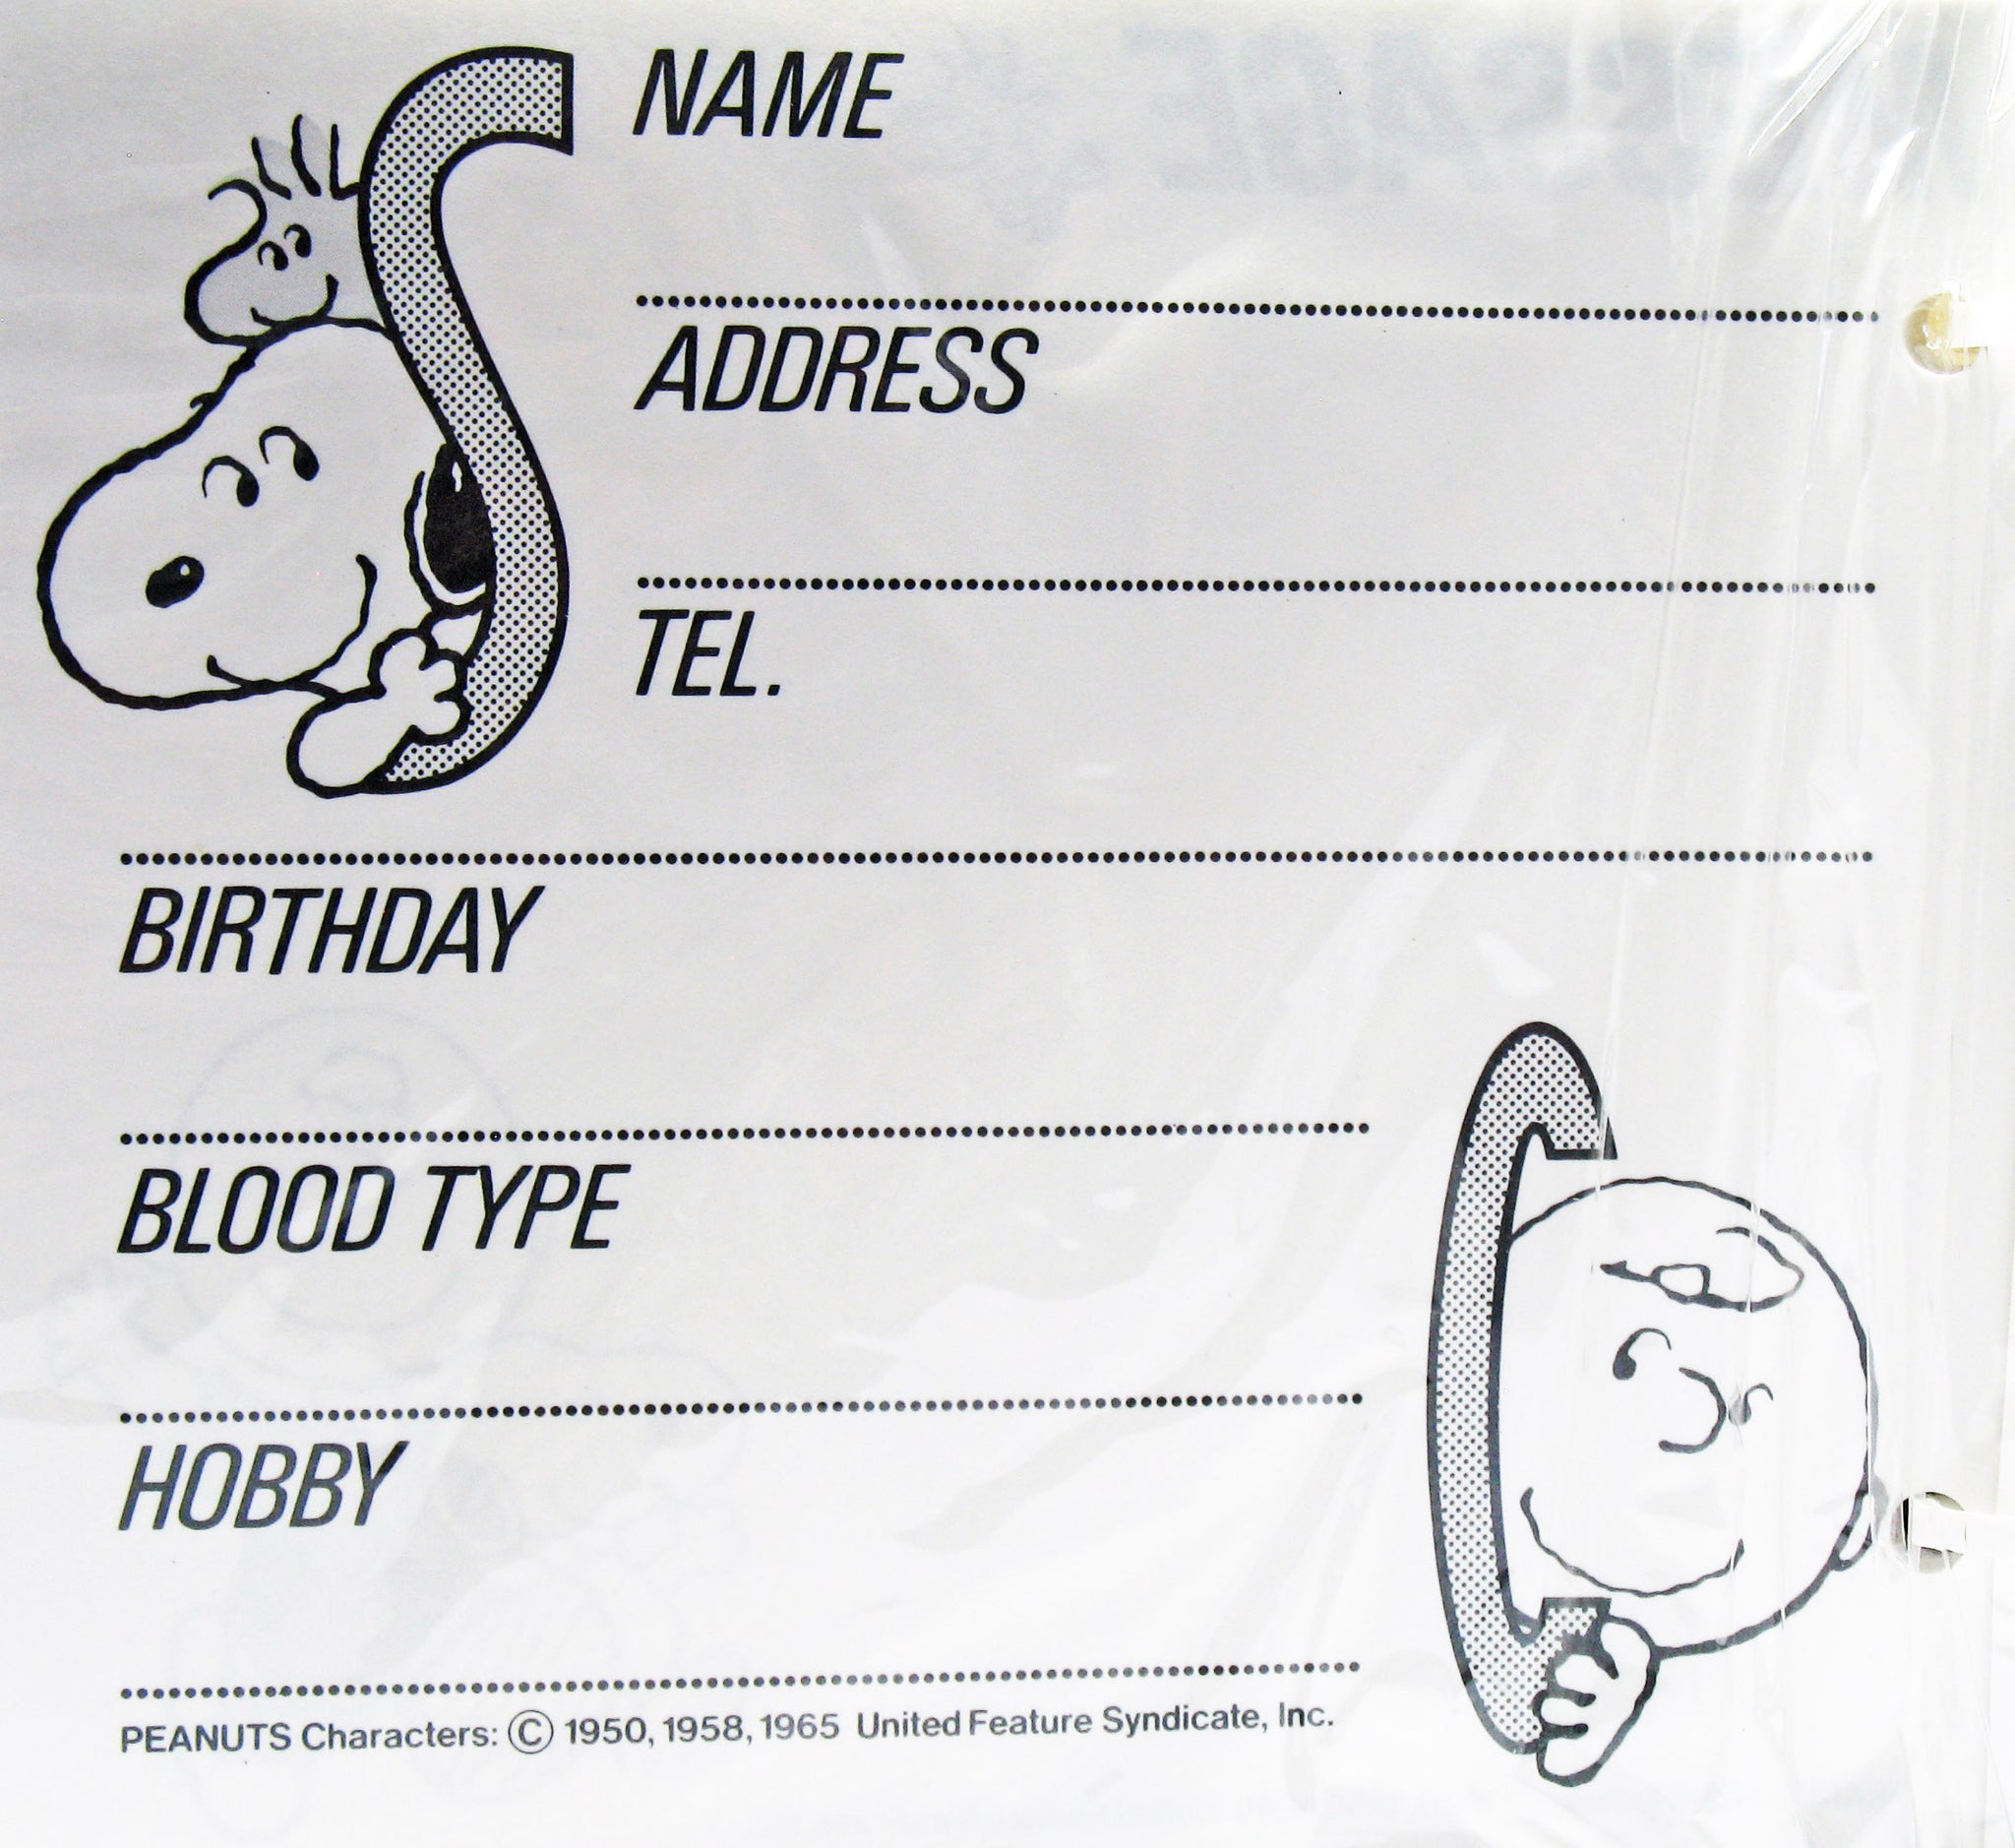 NAME
ADDRESS
TEL.
BIRTHDAY
BLOOD TYPE
HOBBY
PEANUTS Characters: © 1950, 1958, 1965 United Feature Syndicate, Inc.